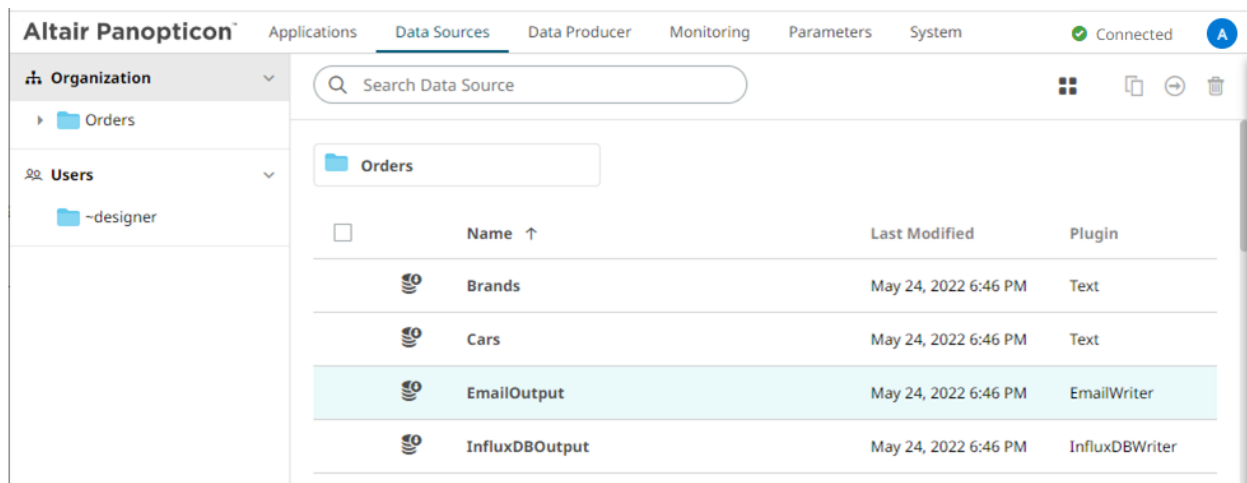 Altair Panopticon™ Applications Data Sources Data Producer Monitoring Parameters System Connected A
Organization
Orders
Users
~designer
Search Data Source
Orders
Name ↑ Last Modified Plugin
Brands May 24, 2022 6:46 PM Text
Cars May 24, 2022 6:46 PM Text
EmailOutput May 24, 2022 6:46 PM EmailWriter
InfluxDBOutput May 24, 2022 6:46 PM InfluxDBWriter